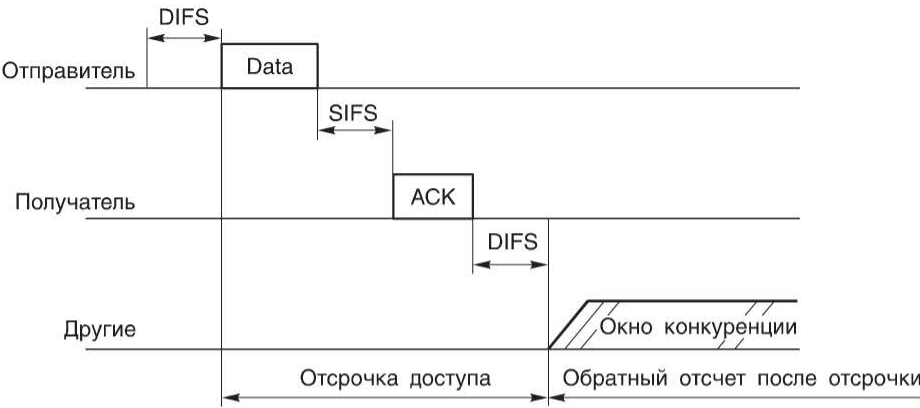 DIFS
Отправитель
Data
SIFS
Получатель
ACK
DIFS
Другие
Окно конкуренции
Отсрочка доступа
Обратный отсчет после отсрочки